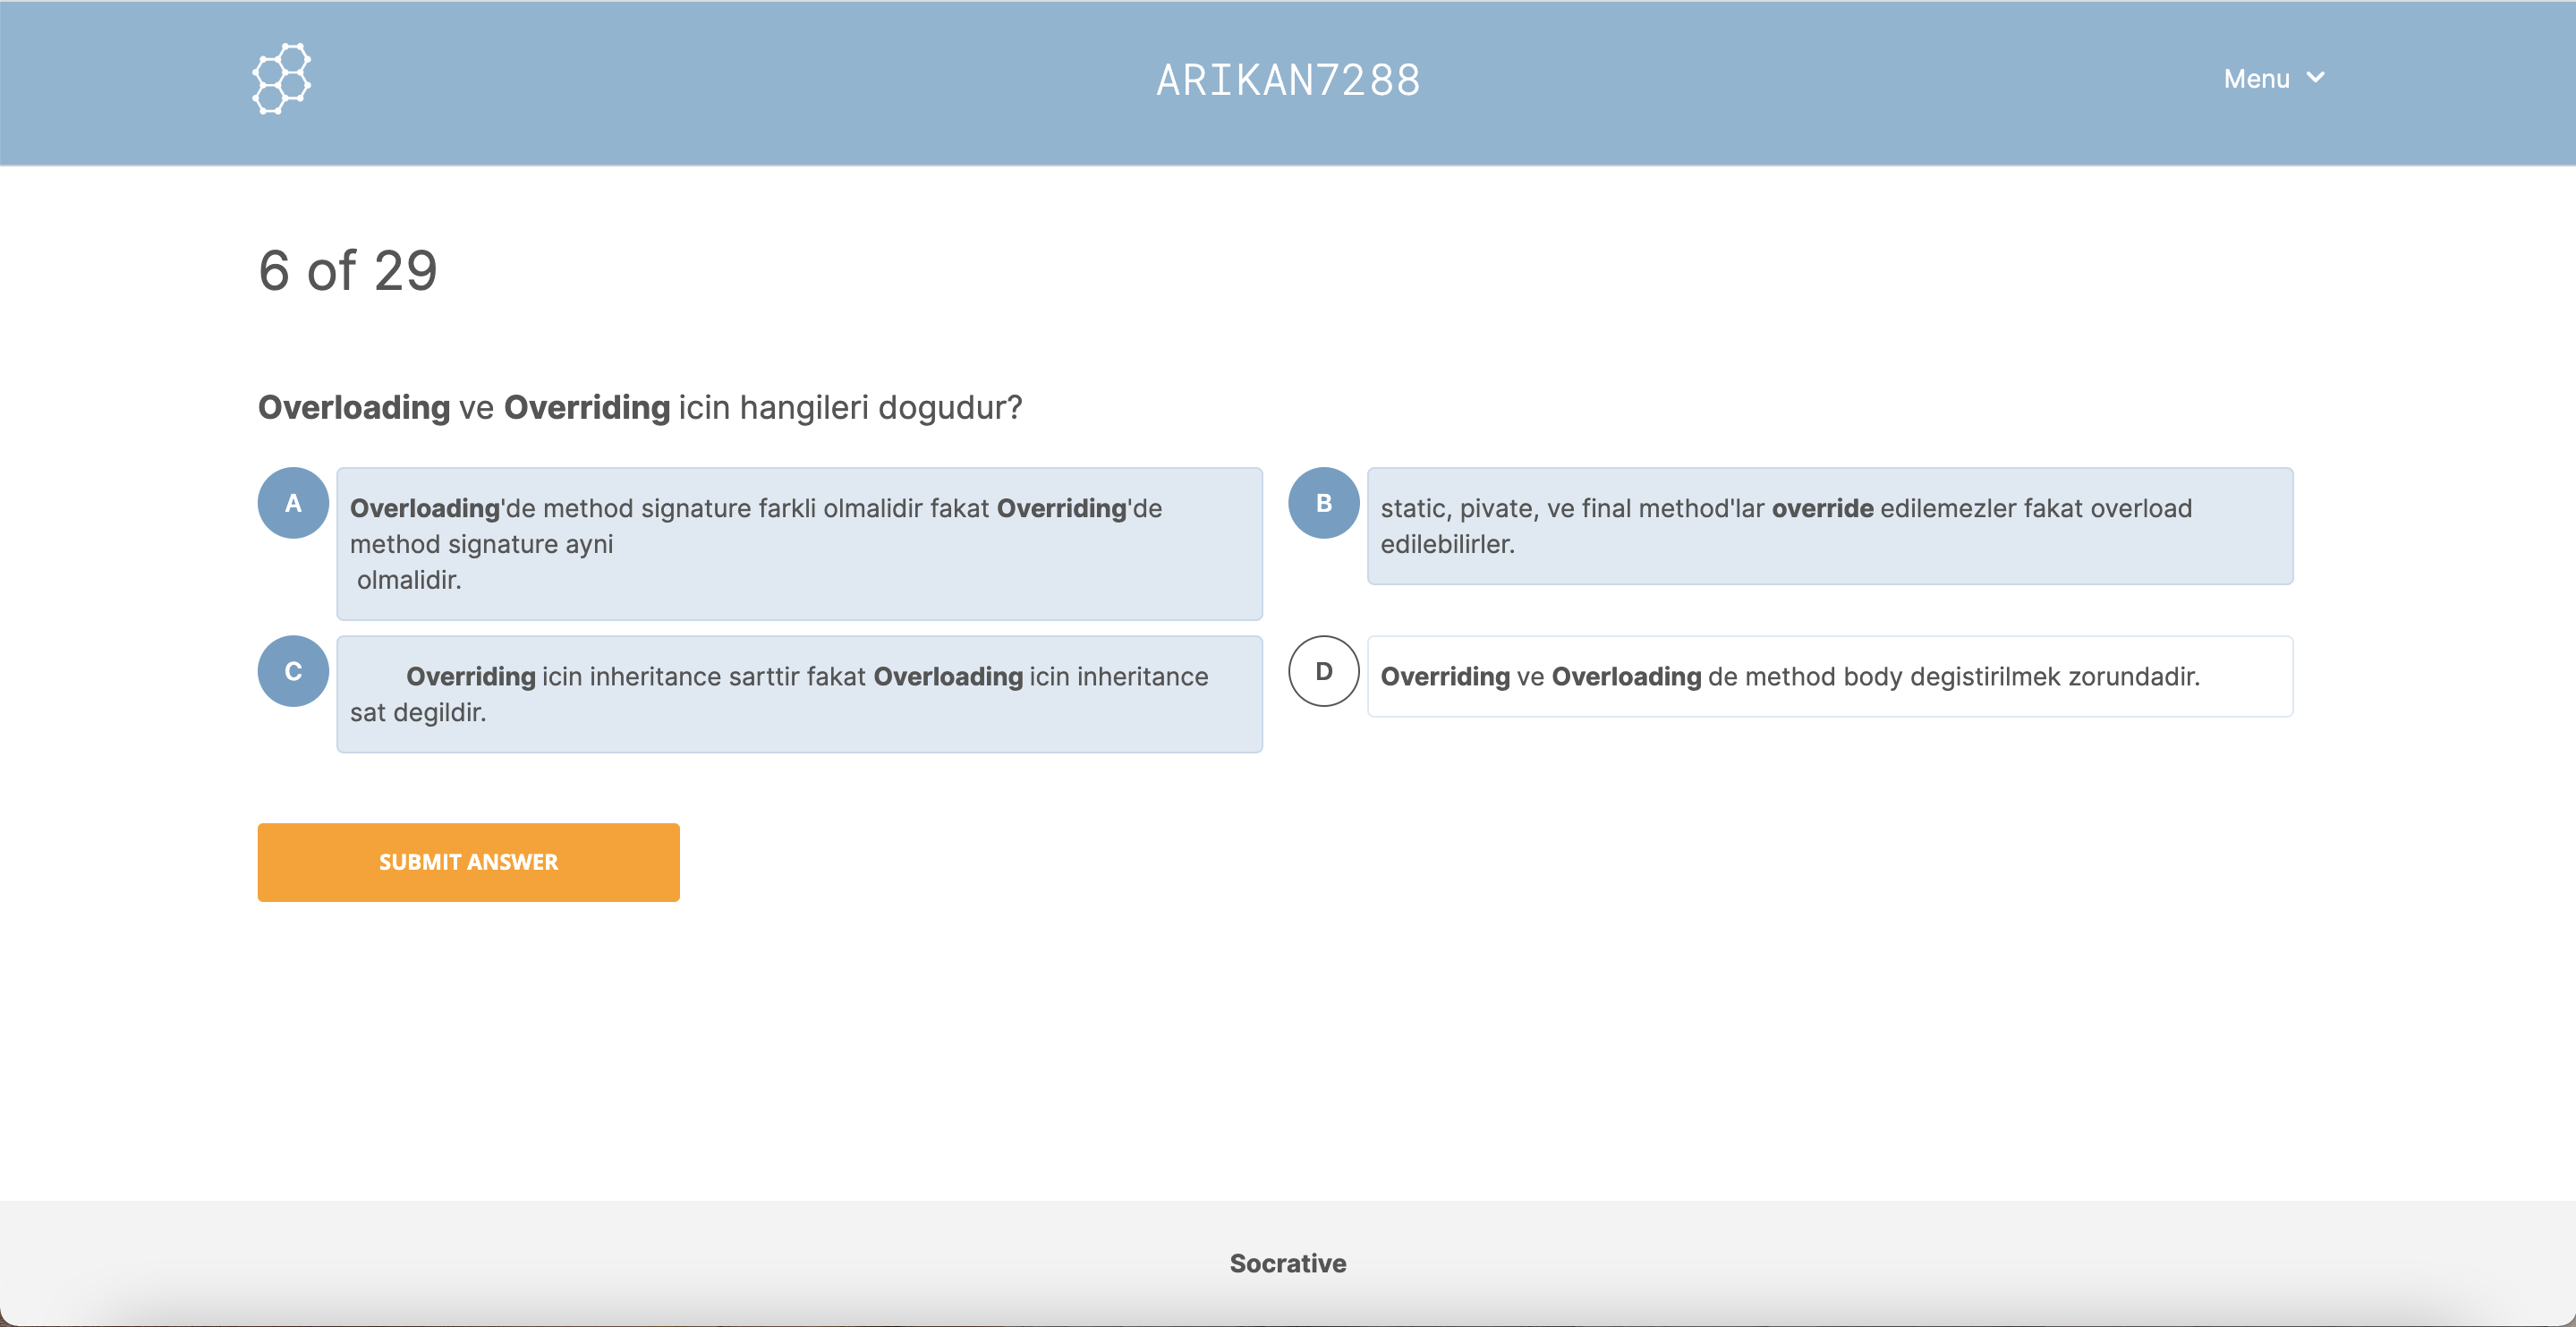 ARIKAN7288
Menu
6 of 29
Overloading ve Overriding icin hangileri dogudur?
A
Overloading'de method signature farkli olmalidir fakat Overriding'de
method signature ayni
olmalidir.
B
static, pivate, ve final method'lar override edilemezler fakat overload
edilebilirler.
C
Overriding icin inheritance sarttir fakat Overloading icin inheritance
sat degildir.
D
Overriding ve Overloading de method body degistirilmek zorundadir.
SUBMIT ANSWER
Socrative